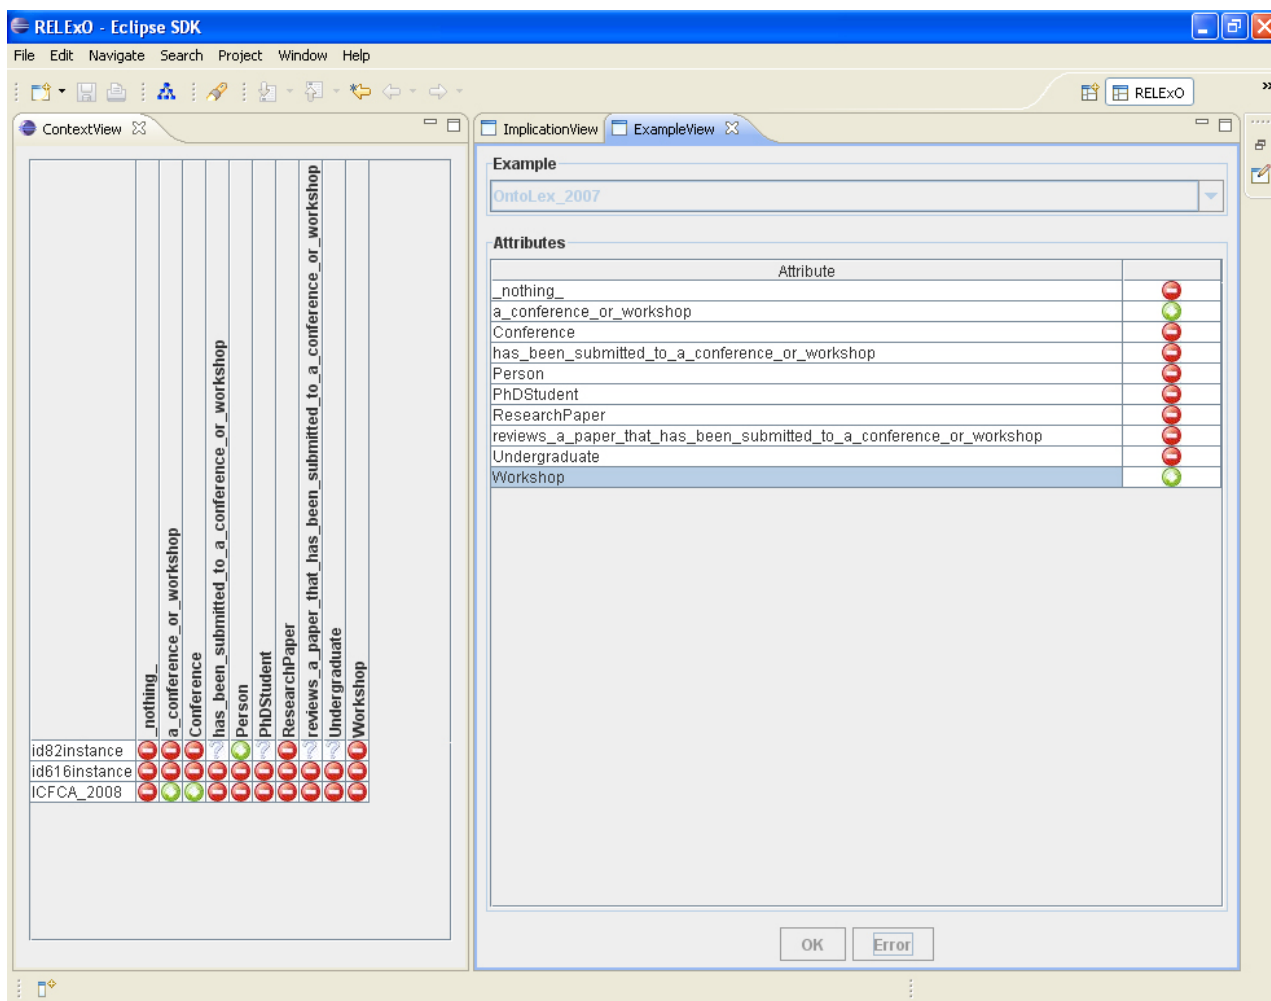 RELExO - Eclipse SDK
File Edit Navigate Search Project Window Help
RELExO
ContextView
_nothing_
a_conference_or_workshop
Conference
has_been_submitted_to_a_conference_or_workshop
Person
PhDStudent
ResearchPaper
reviews_a_paper_that_has_been_submitted_to_a_conference_or_workshop
Undergraduate
Workshop
id82instance
id616instance
ICFCA_2008
ImplicationView ExampleView
Example
OntoLex_2007
Attributes
Attribute
_nothing_
a_conference_or_workshop
Conference
has_been_submitted_to_a_conference_or_workshop
Person
PhDStudent
ResearchPaper
reviews_a_paper_that_has_been_submitted_to_a_conference_or_workshop
Undergraduate
Workshop
OK Error